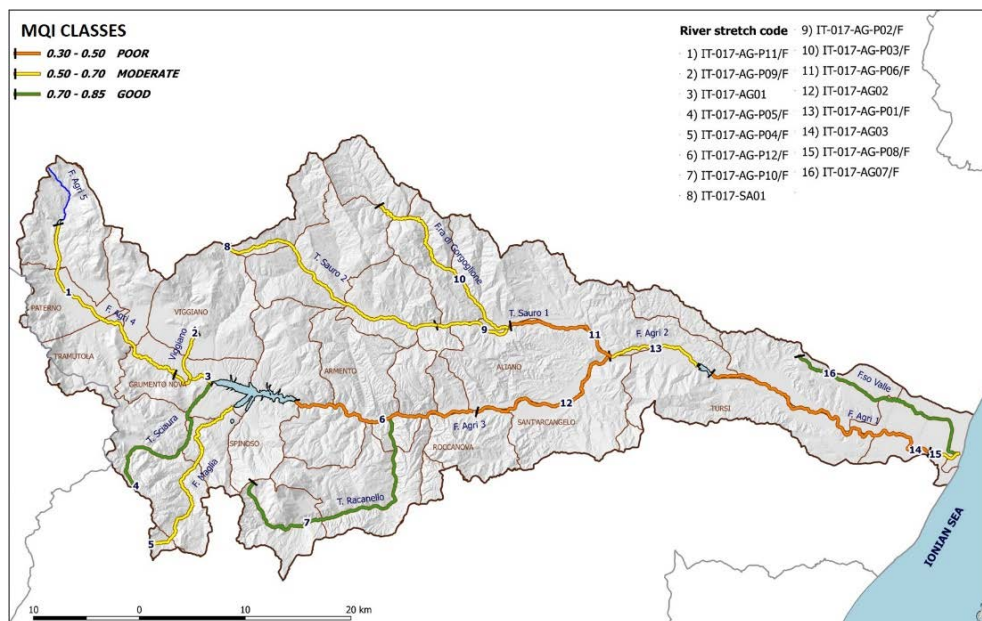 MQI CLASSES
0.30 - 0.50 POOR
0.50 - 0.70 MODERATE
0.70 - 0.85 GOOD
River stretch code
1) IT-017-AG-P11/F
2) IT-017-AG-P09/F
3) IT-017-AG01
4) IT-017-AG-P05/F
5) IT-017-AG-P04/F
6) IT-017-AG-P12/F
7) IT-017-AG-P10/F
8) IT-017-SA01
9) IT-017-AG-P02/F
10) IT-017-AG-P03/F
11) IT-017-AG-P06/F
12) IT-017-AG02
13) IT-017-AG-P01/F
14) IT-017-AG03
15) IT-017-AG-P08/F
16) IT-017-AG07/F
F. Agri 5
8
T. Sauro 2
F.ra di Gorgoglione
10
1
PATERNO
F. Agri 4
VIGGIANO
2
Viggiano
T. Sauro 1
9
11
F. Agri 2
13
TRAMUTOLA
GRUMENTO NOVA
3
ARMENTO
ALIANO
16
F.so Valle
T. Sciaura
SPINOSO
6
F. Agri 3
12
SANT'ARCANGELO
ROCCANOVA
TURSI
F. Agri 1
14
15
F. Maglia
4
T. Racanello
7
5
IONIAN SEA
10 0 10 20 km